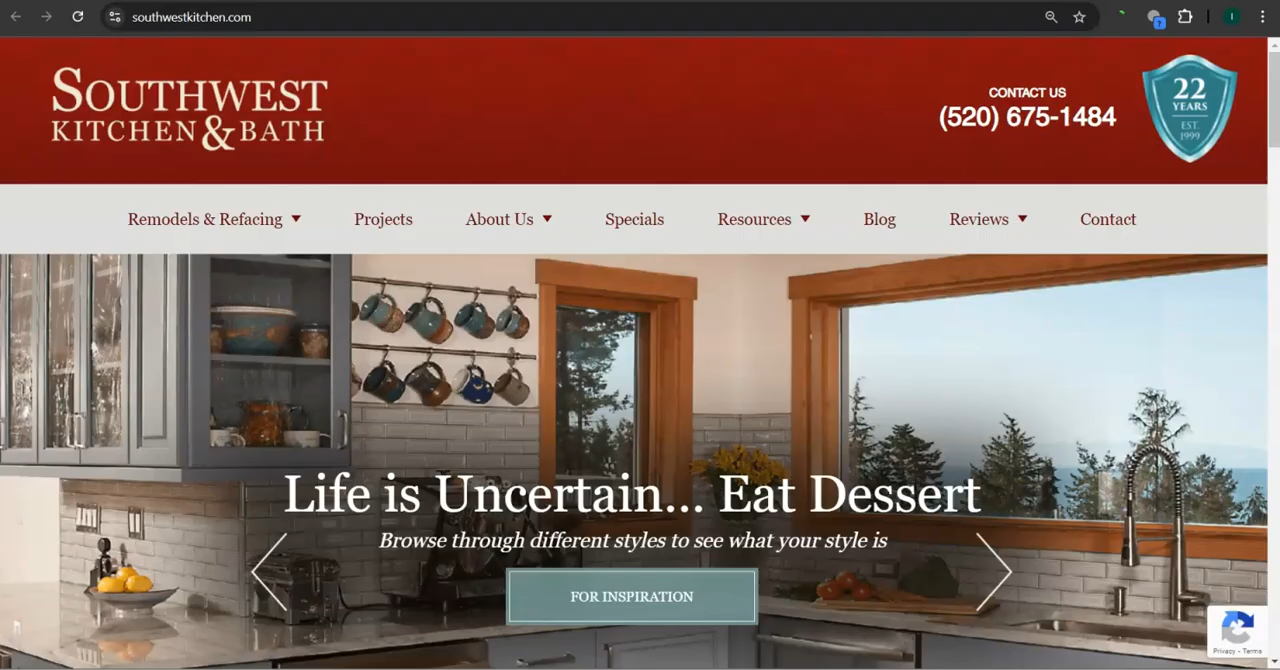 southwestkitchen.com
SOUTHWEST
KITCHEN & BATH
CONTACT US
(520) 675-1484
22
YEARS
EST.
1999
Remodels & Refacing
Projects
About Us
Specials
Resources
Blog
Reviews
Contact
Life is Uncertain... Eat Dessert
Browse through different styles to see what your style is
FOR INSPIRATION
Privacy - Terms
I
?